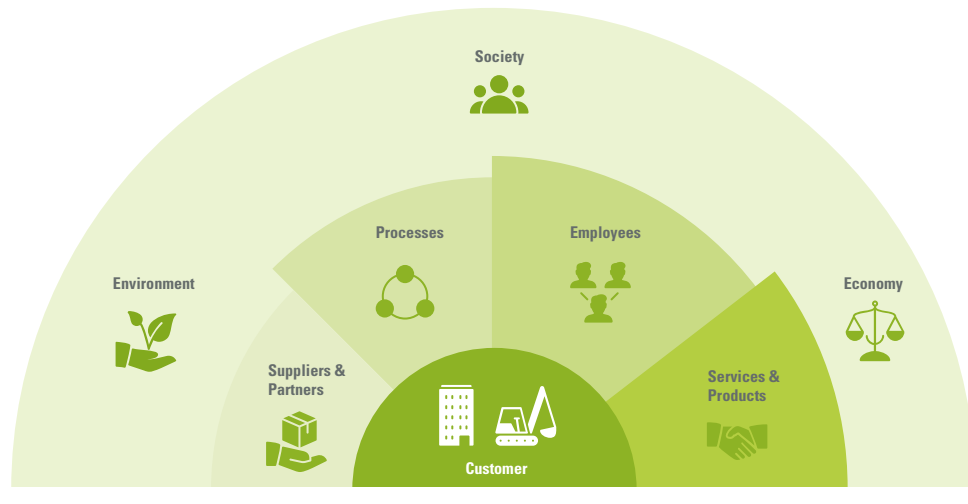 Society
Processes
Employees
Environment
Economy
Suppliers &
Partners
Services &
Products
Customer